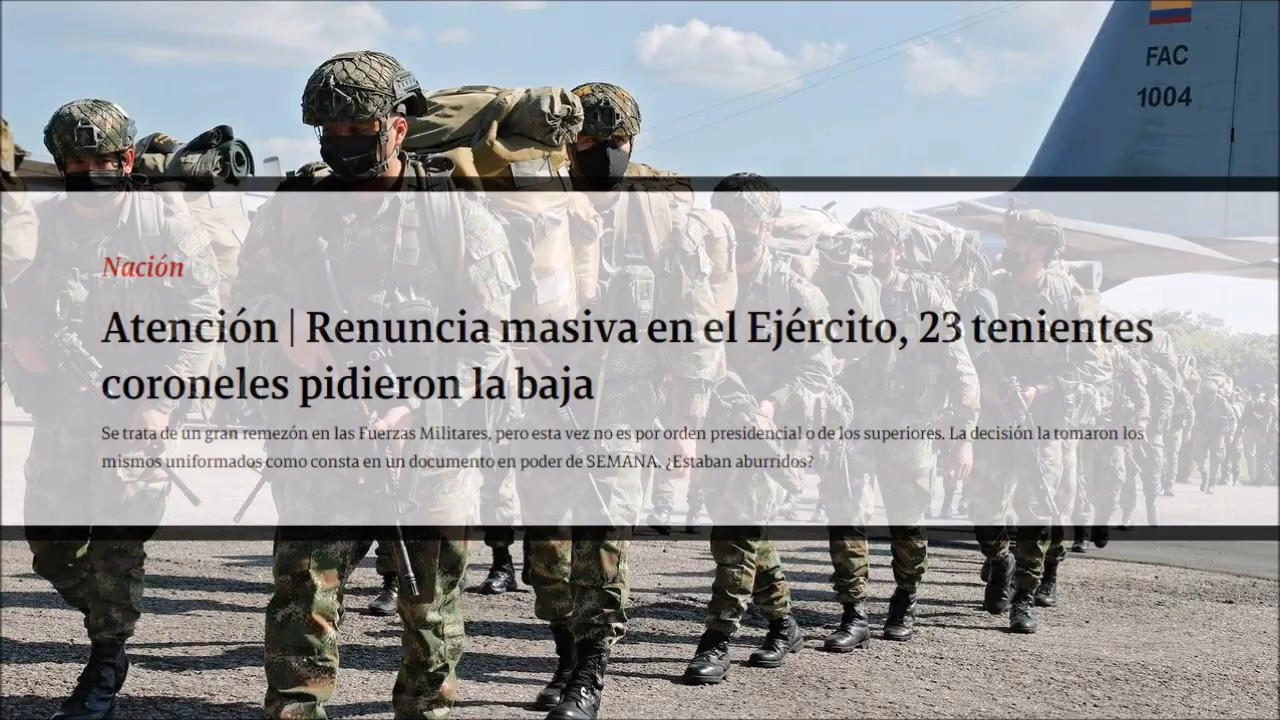 FAC
1004
Nación
Atención | Renuncia masiva en el Ejército, 23 tenientes
coroneles pidieron la baja
Se trata de un gran remezón en las Fuerzas Militares, pero esta vez no es por orden presidencial o de los superiores. La decisión la tomaron los
mismos uniformados como consta en un documento en poder de SEMANA. ¿Estaban aburridos?